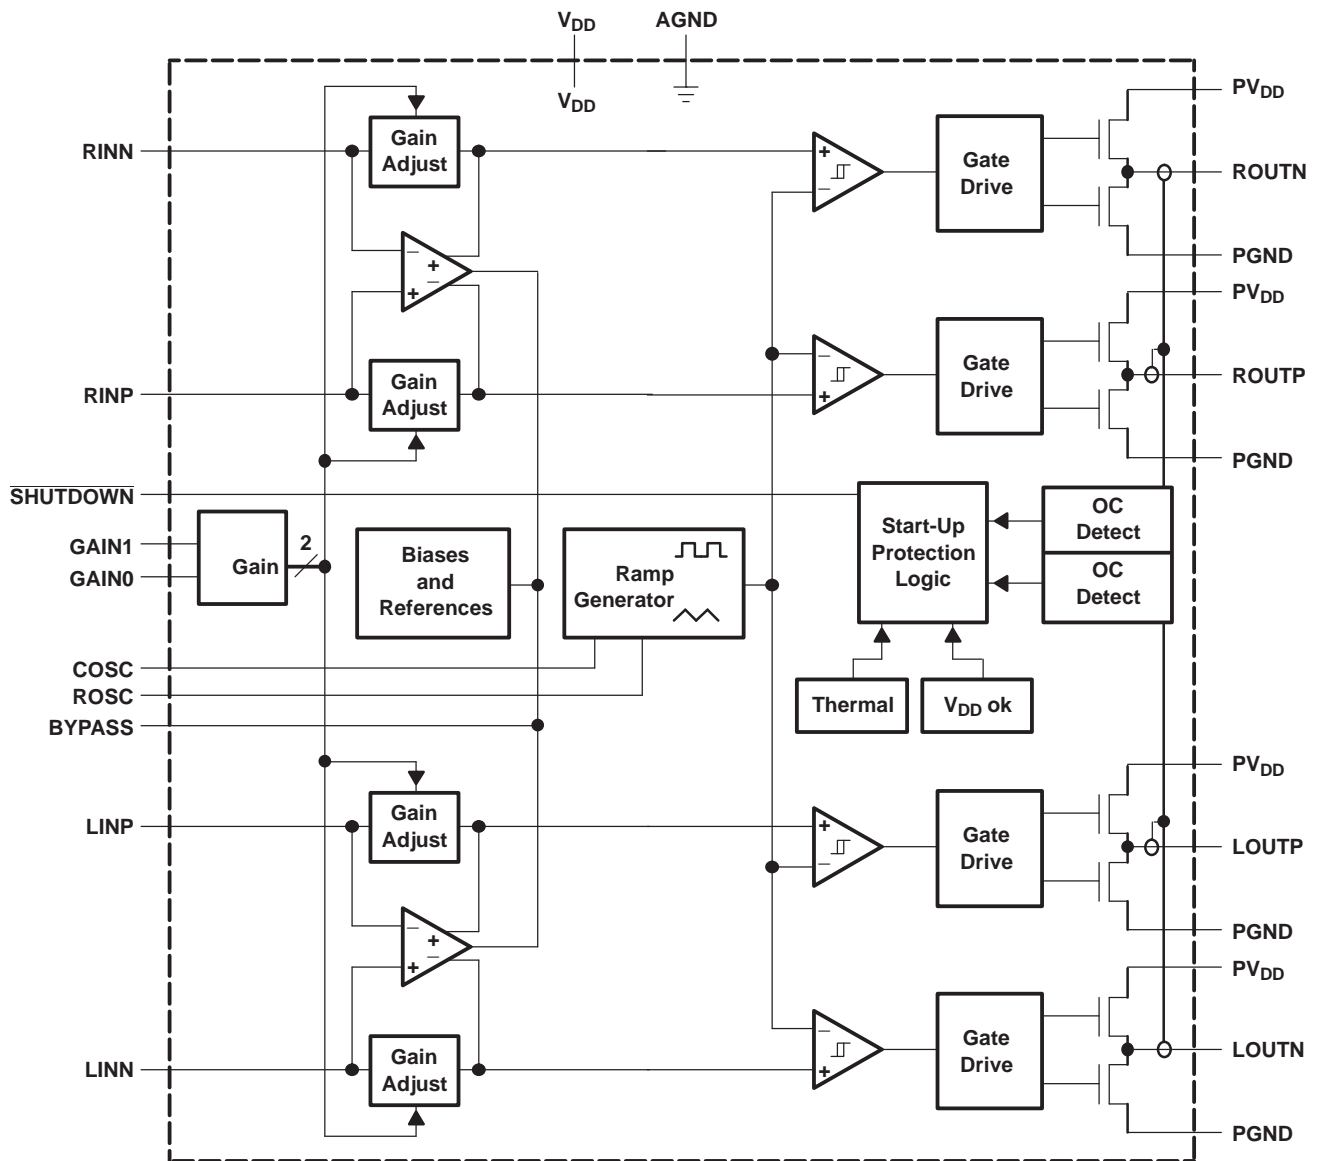 VDD
AGND
VDD
PVDD
RINN
Gain
Adjust
+
−
Gate
Drive
ROUTN
−
+
−
+
PGND
PVDD
RINP
Gain
Adjust
−
+
Gate
Drive
ROUTP
PGND
SHUTDOWN
GAIN1
GAIN0
Gain
2
Biases
and
References
Ramp
Generator
Start-Up
Protection
Logic
OC
Detect
OC
Detect
COSC
ROSC
BYPASS
Thermal
VDD ok
PVDD
LINP
Gain
Adjust
+
−
Gate
Drive
LOUTP
−
+
−
+
PGND
PVDD
LINN
Gain
Adjust
−
+
Gate
Drive
LOUTN
PGND